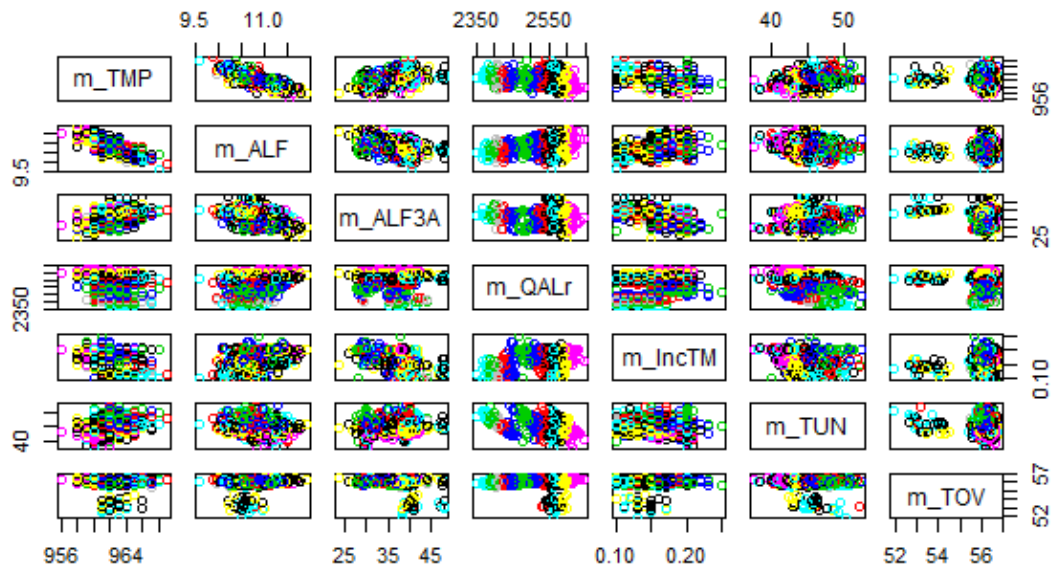 9.5 11.0 2350 2550 40 50
m_TMP 956
9.5 m_ALF
m_ALF3A 25
2350 m_QALr
m_IncTM 0.10
40 m_TUN
m_TOV 52 57
956 964 25 35 45 0.10 0.20 52 54 56